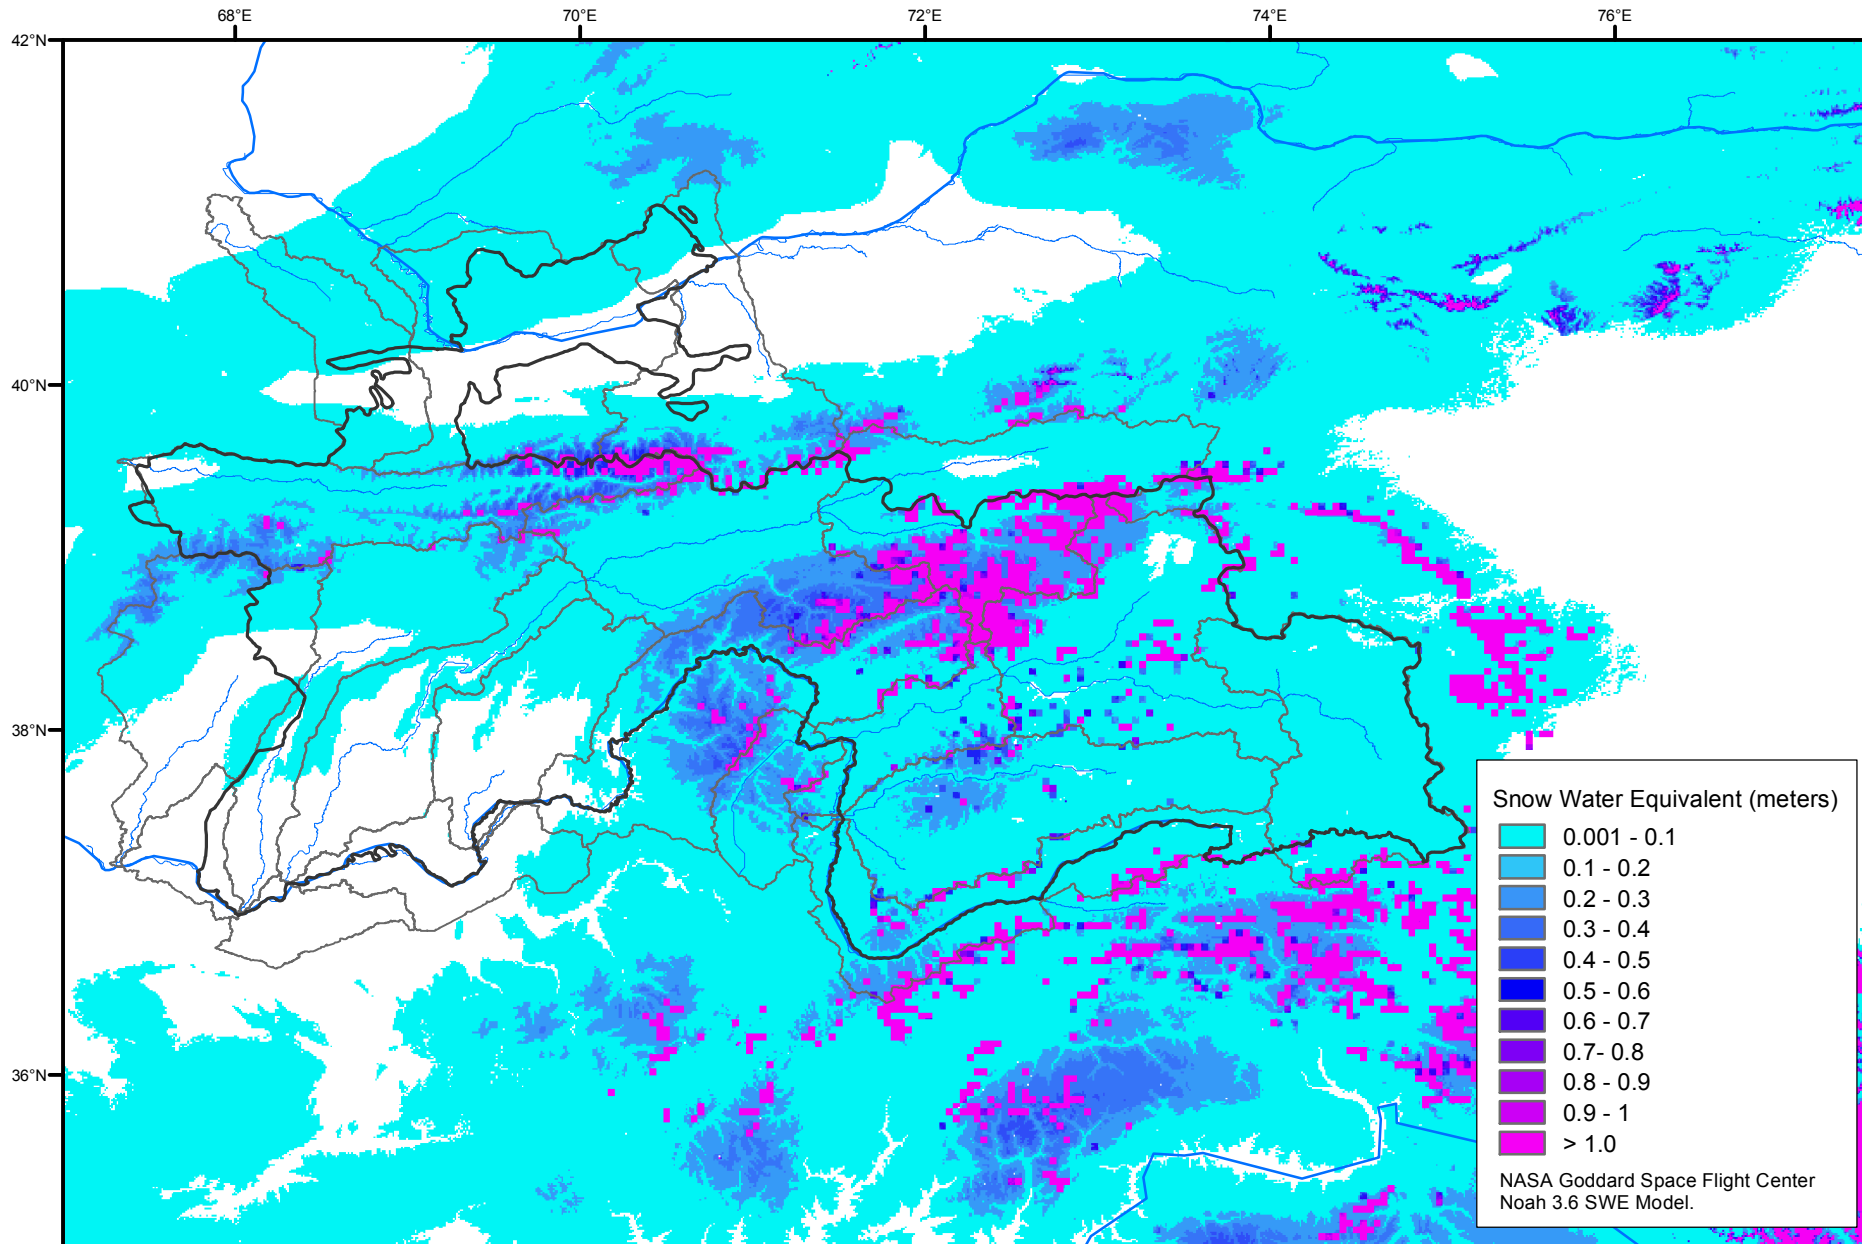 68°E
70°E
72°E
74°E
76°E
42°N
40°N
38°N
36°N
Snow Water Equivalent (meters)
0.001 - 0.1
0.1 - 0.2
0.2 - 0.3
0.3 - 0.4
0.4 - 0.5
0.5 - 0.6
0.6 - 0.7
0.7- 0.8
0.8 - 0.9
0.9 - 1
> 1.0
NASA Goddard Space Flight Center
Noah 3.6 SWE Model.